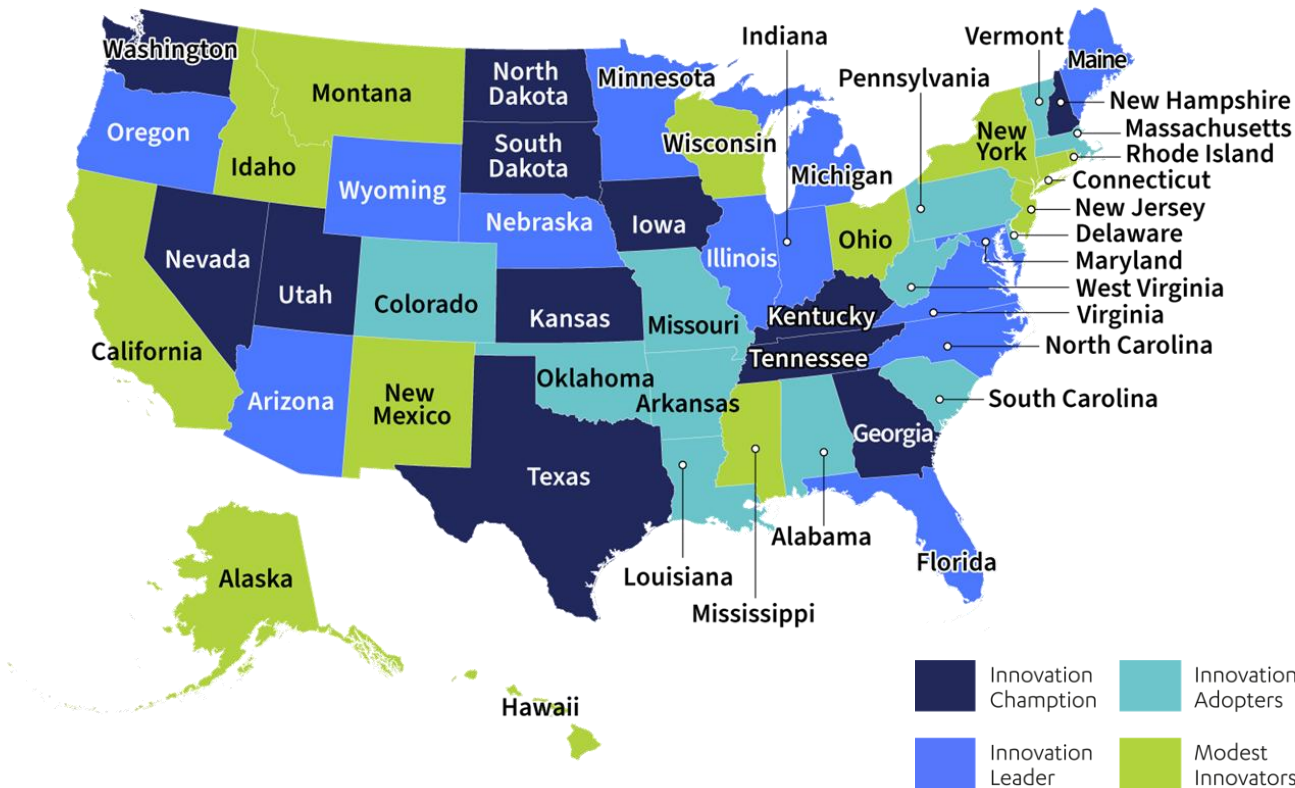 Washington
Oregon
Montana
Idaho
Wyoming
North
Dakota
South
Dakota
Minnesota
Wisconsin
Michigan
Nebraska
Iowa
Illinois
Indiana
Ohio
Pennsylvania
New
York
Vermont
Maine
New Hampshire
Massachusetts
Rhode Island
Connecticut
New Jersey
Delaware
Maryland
West Virginia
Virginia
North Carolina
South Carolina
Nevada
Utah
Colorado
Kansas
Missouri
Kentucky
Tennessee
California
Arizona
New
Mexico
Oklahoma
Arkansas
Texas
Georgia
Louisiana
Mississippi
Alabama
Florida
Alaska
Hawaii
Innovation
Chamption
Innovation
Adopters
Innovation
Leader
Modest
Innovators